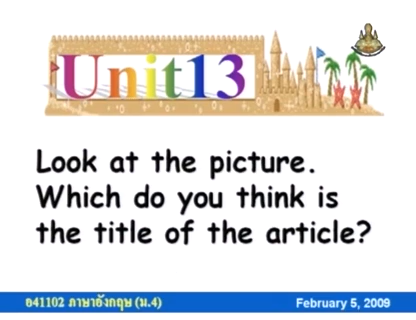 Unit13
Look at the picture.
Which do you think is
the title of the article?
อ41102 ภาษาอังกฤษ (ม.4)
February 5, 2009